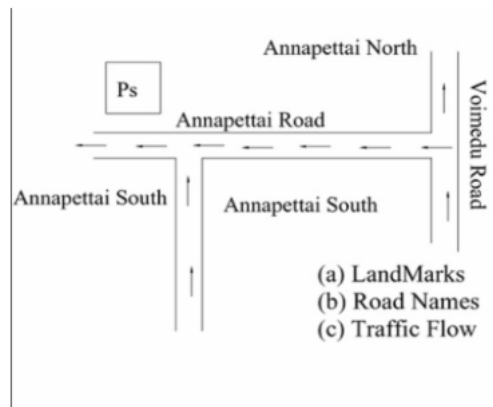 Annapettai North
Ps
Annapettai Road
Voimedu Road
Annapettai South
Annapettai South
(a) LandMarks
(b) Road Names
(c) Traffic Flow